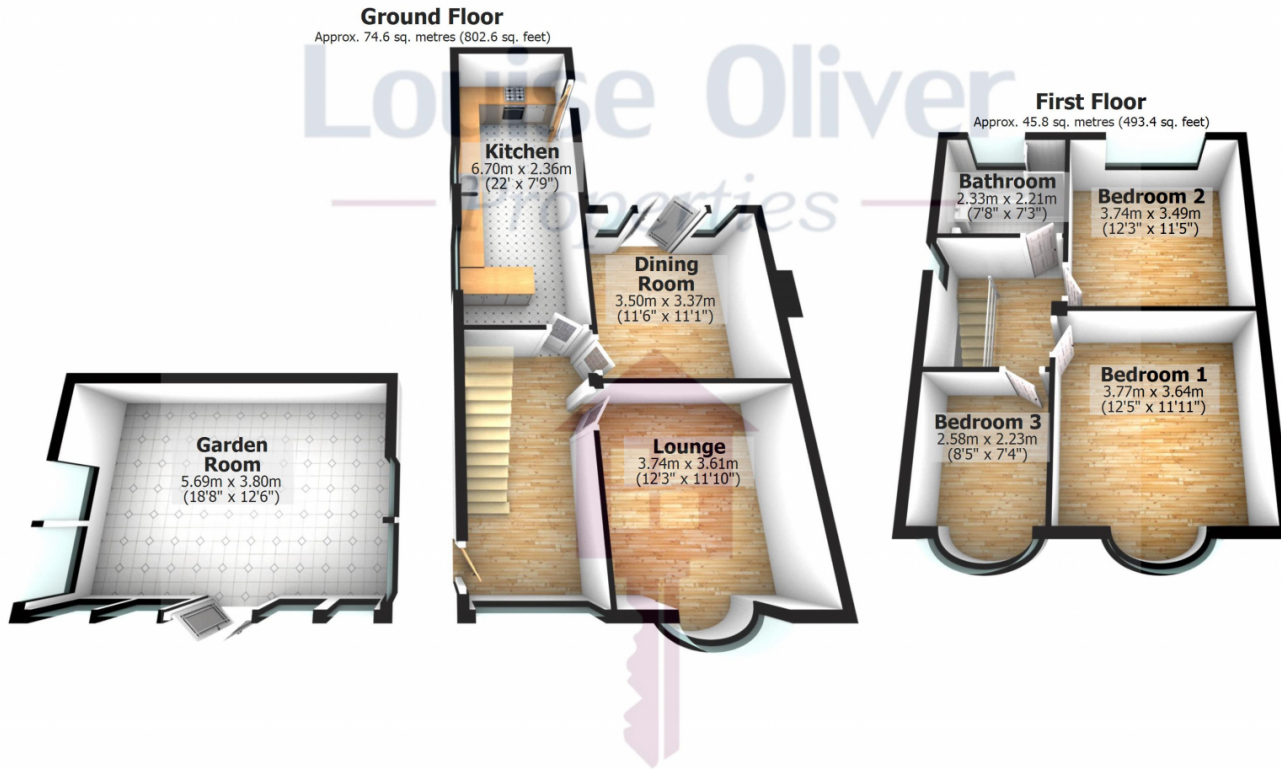 Ground Floor
Approx. 74.6 sq. metres (802.6 sq. feet)
Louise Oliver
Properties
Kitchen
6.70m x 2.36m
(22' x 7'9")
Dining
Room
3.50m x 3.37m
(11'6" x 11'1")
Garden
Room
5.69m x 3.80m
(18'8" x 12'6")
Lounge
3.74m x 3.61m
(12'3" x 11'10")
First Floor
Approx. 45.8 sq. metres (493.4 sq. feet)
Bathroom
2.33m x 2.21m
(7'8" x 7'3")
Bedroom 2
3.74m x 3.49m
(12'3" x 11'5")
Bedroom 1
3.77m x 3.64m
(12'5" x 11'11")
Bedroom 3
2.58m x 2.23m
(8'5" x 7'4")